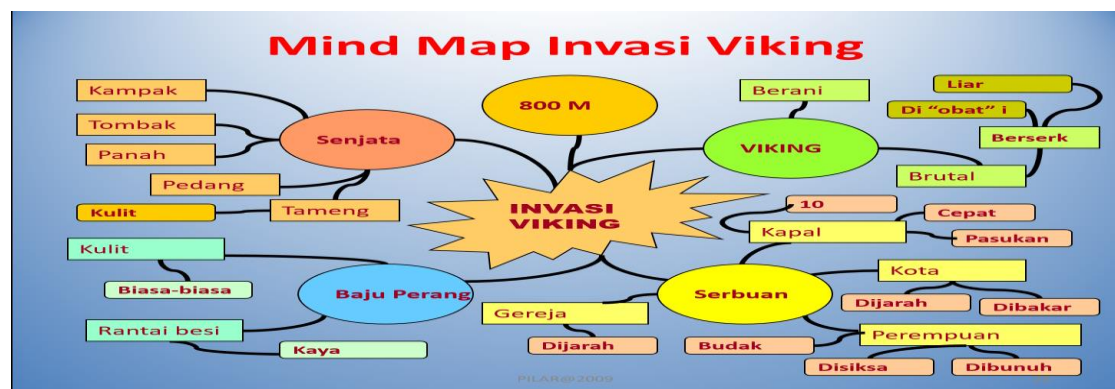 Mind Map Invasi Viking
Kampak
Tombak
Panah
Pedang
Kulit
Tameng
Senjata
800 M
Berani
VIKING
Liar
Di “obat” i
Berserk
Brutal
INVASI
VIKING
10
Kapal
Cepat
Pasukan
Kulit
Biasa-biasa
Baju Perang
Rantai besi
Kaya
Gereja
Dijarah
Serbuan
Kota
Dijarah
Dibakar
Budak
Perempuan
Disiksa
Dibunuh
PILAR@2009